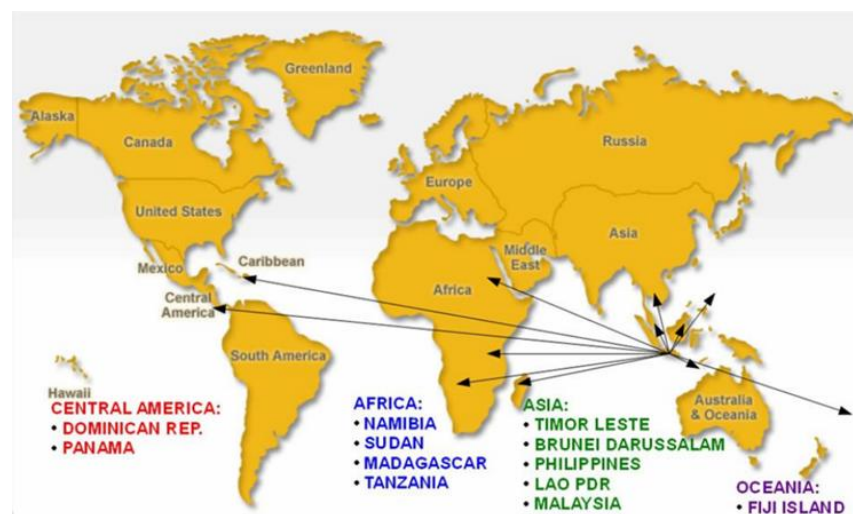 Greenland
Alaska
Canada
Russia
Europe
United States
Asia
Middle
East
Mexico
Caribbean
Africa
Central
America
South America
Hawaii
Australia
& Oceania
CENTRAL AMERICA:
• DOMINICAN REP.
• PANAMA
AFRICA:
• NAMIBIA
• SUDAN
• MADAGASCAR
• TANZANIA
ASIA:
• TIMOR LESTE
• BRUNEI DARUSSALAM
• PHILIPPINES
• LAO PDR
• MALAYSIA
OCEANIA:
• FIJI ISLAND